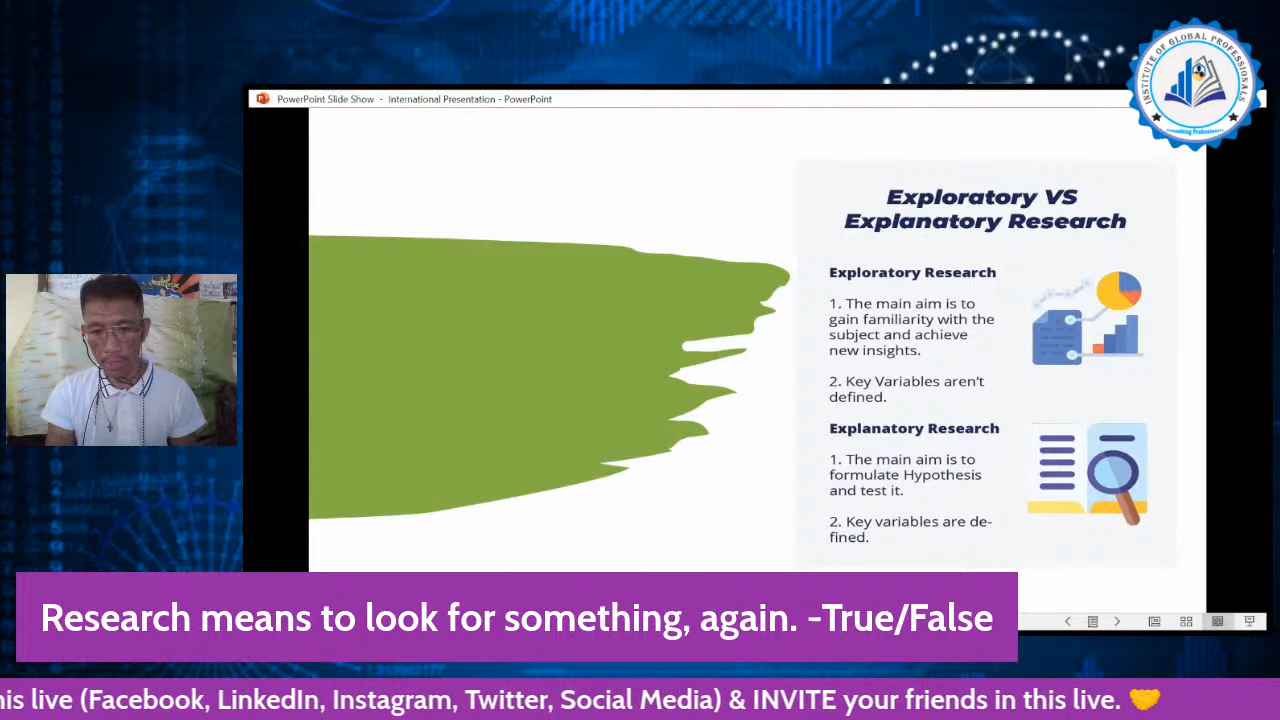 INSTITUTE OF GLOBAL PROFESSIONALS
Consulting Professionals
PowerPoint Slide Show - International Presentation - PowerPoint
Exploratory VS
Explanatory Research
Exploratory Research
1. The main aim is to
gain familiarity with the
subject and achieve
new insights.
2. Key Variables aren't
defined.
Explanatory Research
1. The main aim is to
formulate Hypothesis
and test it.
2. Key variables are de-
fined.
Research means to look for something, again. -True/False
his live (Facebook, LinkedIn, Instagram, Twitter, Social Media) & INVITE your friends in this live. 🤝